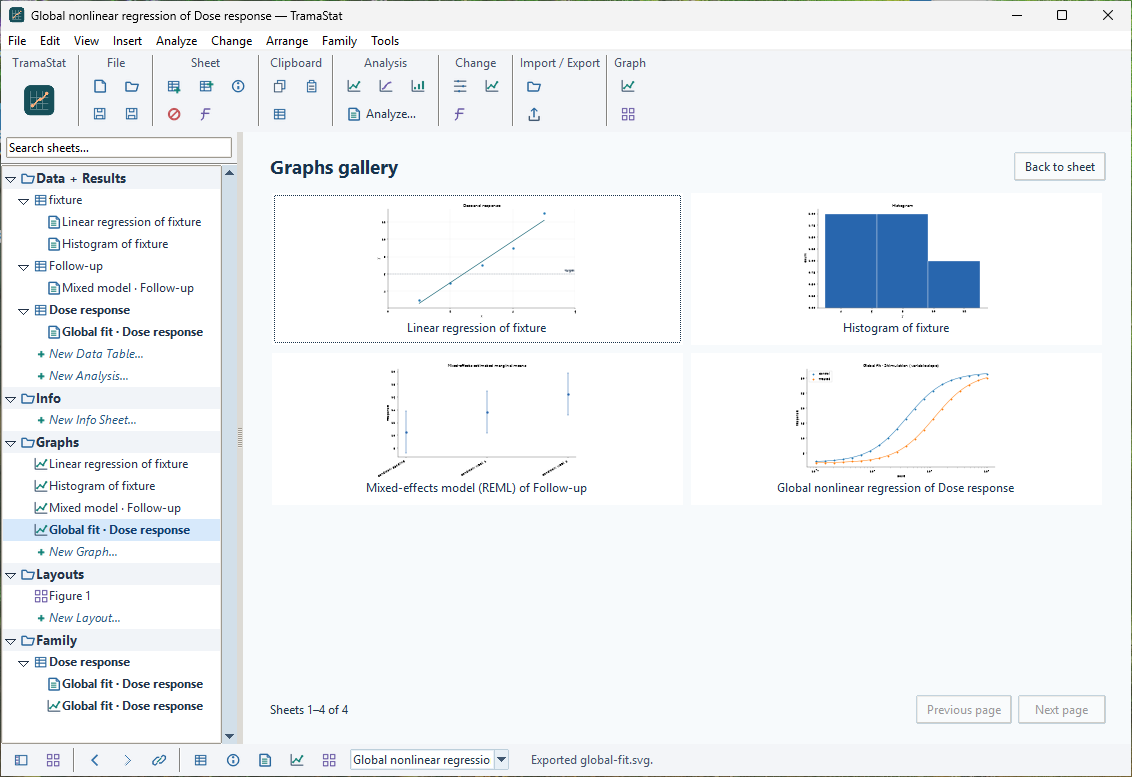 Global nonlinear regression of Dose response — TramaStat
File Edit View Insert Analyze Change Arrange Family Tools
TramaStat File Sheet Clipboard Analysis Change Import / Export Graph
Analyze...
Search sheets...
Data + Results
fixture
Linear regression of fixture
Histogram of fixture
Follow-up
Mixed model · Follow-up
Dose response
Global fit · Dose response
+ New Data Table...
+ New Analysis...
Info
+ New Info Sheet...
Graphs
Linear regression of fixture
Histogram of fixture
Mixed model · Follow-up
Global fit · Dose response
+ New Graph...
Layouts
Figure 1
+ New Layout...
Family
Dose response
Global fit · Dose response
Global fit · Dose response
Graphs gallery
Back to sheet
Linear regression of fixture
Histogram
Histogram of fixture
Mixed-effects estimated marginal means
Mixed-effects model (REML) of Follow-up
Global nonlinear regression of Dose response
Sheets 1–4 of 4
Previous page Next page
Global nonlinear regressio
Exported global-fit.svg.